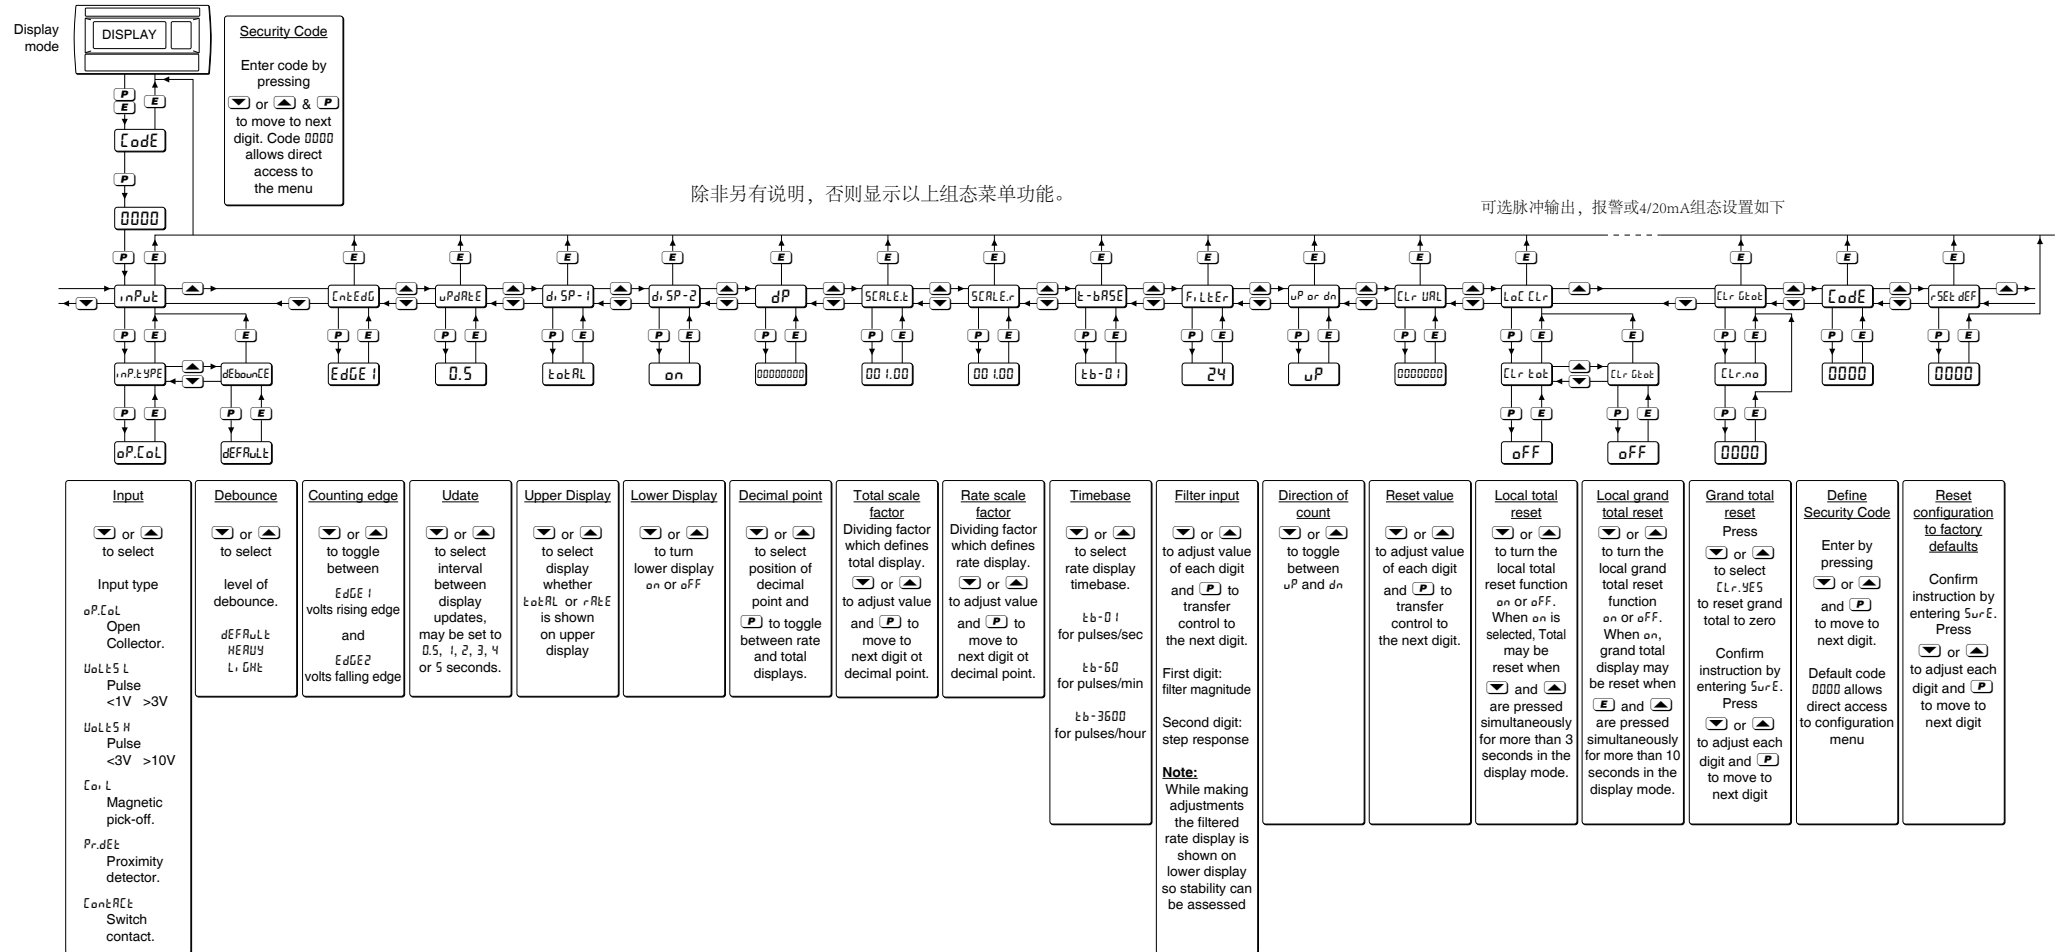 Display
mode
DISPLAY
Security Code
Enter code by
pressing
or & P
to move to next
digit. Code 0000
allows direct
access to
the menu
P
E
E
CodE
P
0000
除非另有说明，否则显示以上组态菜单功能。
可选脉冲输出，报警或4/20mA组态设置如下
P E E E E E E E E E E E E E E E E
inPut CntEdG uPdAtE diSP-1 diSP-2 dP SCALE.t SCALE.r t-bASE FiLtEr uP or dn CLr VAL LoC CLr CLr Gtot CodE rSEt dEF
P E E P E P E P E P E P E P E P E P E P E P E P E P E E P E P E P E
inP.tYPE dEbounCE EdGE 1 0.5 totAL on 00000000 001.00 001.00 tb-01 24 uP 0000000 CLr tot CLr Gtot CLr.no 0000 0000
P E P E P E P E P E
oP.CoL dEFAuLt oFF oFF 0000
Input
or
to select
Input type
oP.CoL
Open
Collector.
VoLtS L
Pulse
<1V >3V
VoLtS H
Pulse
<3V >10V
CoiL
Magnetic
pick-off.
Pr.dEt
Proximity
detector.
ContACt
Switch
contact.
Debounce
or
to select
level of
debounce.
dEFAuLt
HEAVY
LiGHt
Counting edge
or
to toggle
between
EdGE 1
volts rising edge
and
EdGE2
volts falling edge
Udate
or
to select
interval
between
display
updates,
may be set to
0.5, 1, 2, 3, 4
or 5 seconds.
Upper Display
or
to select
display
whether
totAL or rAtE
is shown
on upper
display
Lower Display
or
to turn
lower display
on or oFF
Decimal point
or
to select
position of
decimal
point and
P to toggle
between rate
and total
displays.
Total scale
factor
Dividing factor
which defines
total display.
or
to adjust value
and P to
move to
next digit ot
decimal point.
Rate scale
factor
Dividing factor
which defines
rate display.
or
to adjust value
and P to
move to
next digit ot
decimal point.
Timebase
or
to select
rate display
timebase.
tb-01
for pulses/sec
tb-60
for pulses/min
tb-3600
for pulses/hour
Filter input
or
to adjust value
of each digit
and P to
transfer
control to
the next digit.
First digit:
filter magnitude
Second digit:
step response
Note:
While making
adjustments
the filtered
rate display is
shown on
lower display
so stability can
be assessed
Direction of
count
or
to toggle
between
uP and dn
Reset value
or
to adjust value
of each digit
and P to
transfer
control to
the next digit.
Local total
reset
or
to turn the
local total
reset function
on or oFF.
When on is
selected, Total
may be
reset when
and
are pressed
simultaneously
for more than 3
seconds in the
display mode.
Local grand
total reset
or
to turn the
local grand
total reset
function
on or oFF.
When on,
grand total
display may
be reset when
E and
are pressed
simultaneously
for more than 10
seconds in the
display mode.
Grand total
reset
Press
or
to select
CLr.YES
to reset grand
total to zero
Confirm
instruction by
entering SurE.
Press
or
to adjust each
digit and P
to move to
next digit
Define
Security Code
Enter by
pressing
or
and P
to move to
next digit.
Default code
0000 allows
direct access
to configuration
menu
Reset
configuration
to factory
defaults
Confirm
instruction by
entering SurE.
Press
or
to adjust each
digit and P
to move to
next digit